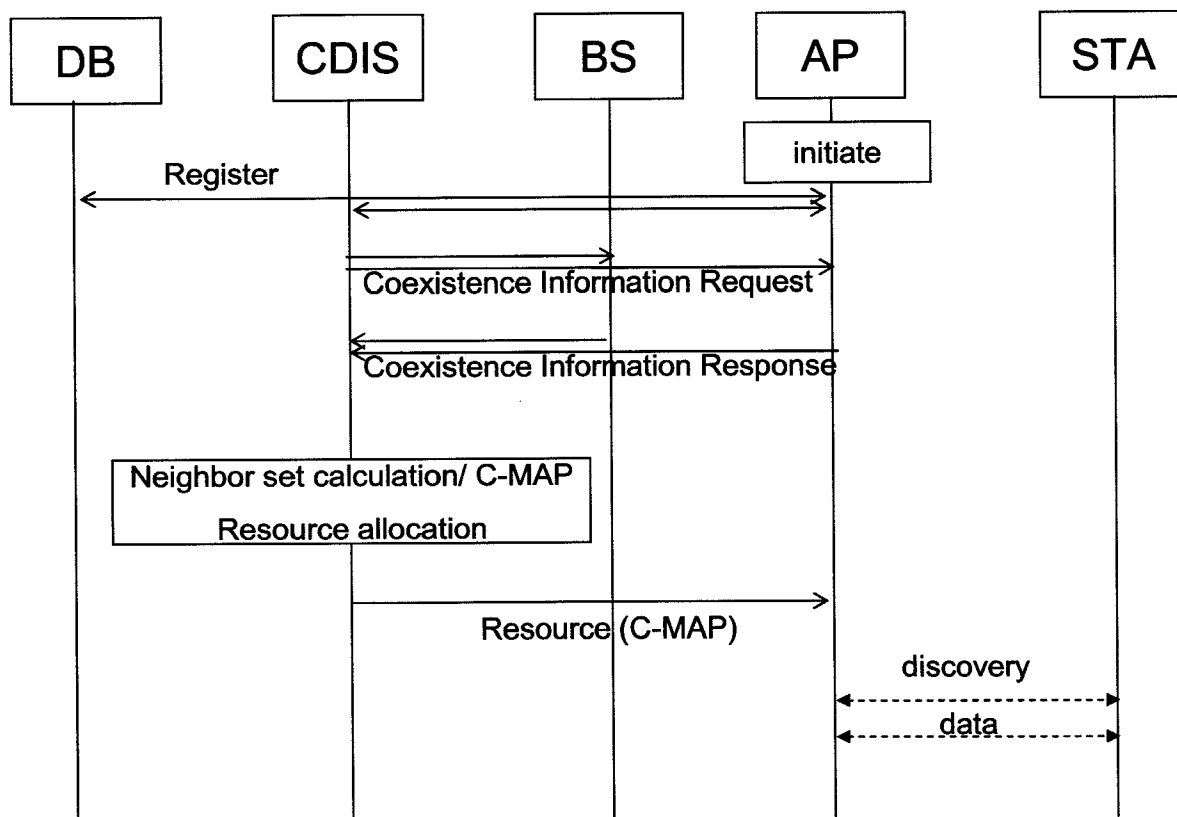 DB
CDIS
BS
AP
STA
initiate
Register
Coexistence Information Request
Coexistence Information Response
Neighbor set calculation/ C-MAP
Resource allocation
Resource (C-MAP)
discovery
data